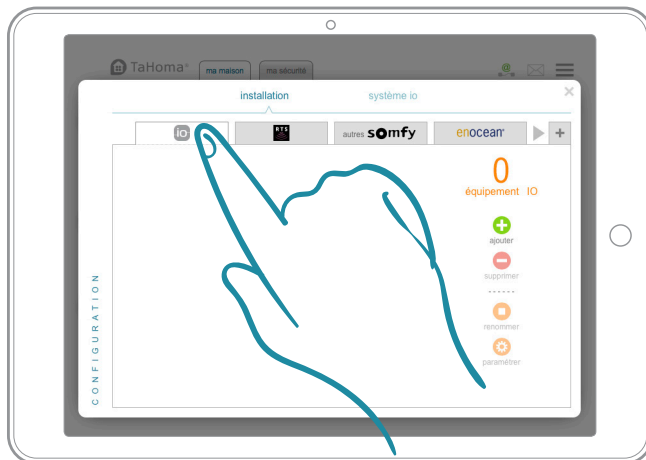 TaHoma®
ma maison
ma sécurité
@
installation
système io
io
RTS
autres somfy
enocean®
0
équipement IO
ajouter
supprimer
renommer
paramétrer
CONFIGURATION